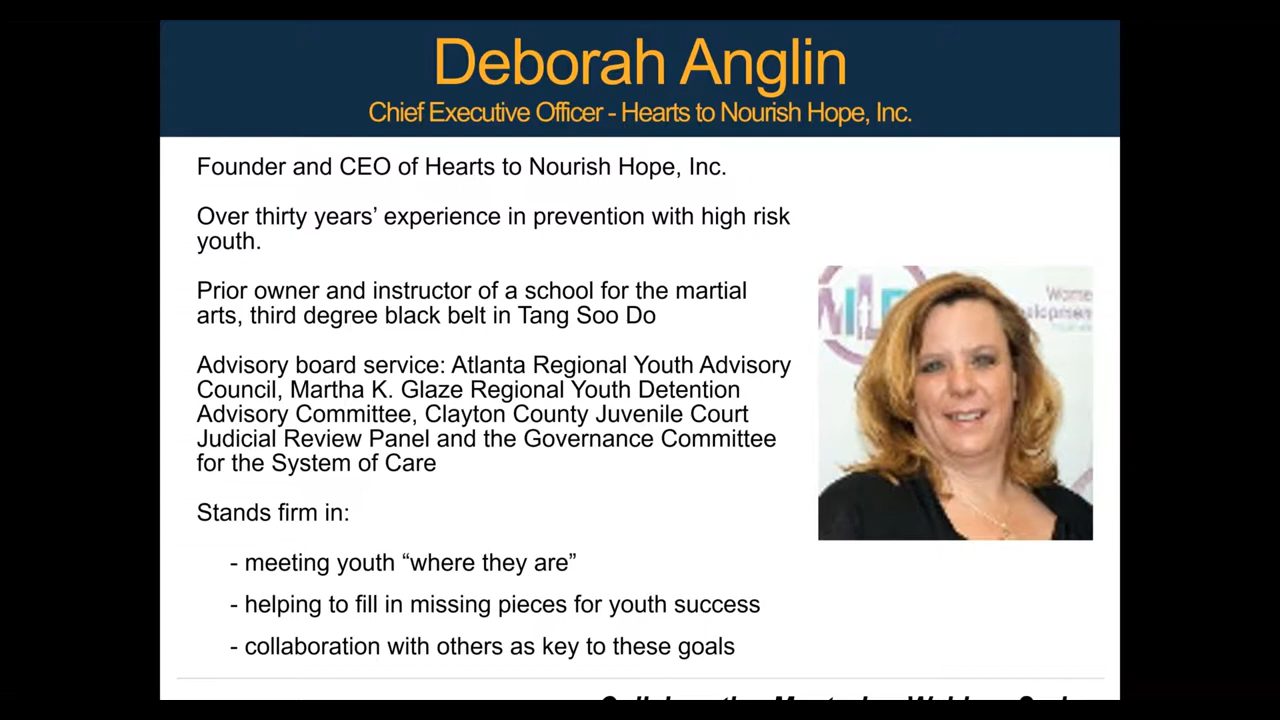 Deborah Anglin
Chief Executive Officer - Hearts to Nourish Hope, Inc.
Founder and CEO of Hearts to Nourish Hope, Inc.
Over thirty years’ experience in prevention with high risk
youth.
Prior owner and instructor of a school for the martial
arts, third degree black belt in Tang Soo Do
Advisory board service: Atlanta Regional Youth Advisory
Council, Martha K. Glaze Regional Youth Detention
Advisory Committee, Clayton County Juvenile Court
Judicial Review Panel and the Governance Committee
for the System of Care
Stands firm in:
- meeting youth “where they are”
- helping to fill in missing pieces for youth success
- collaboration with others as key to these goals